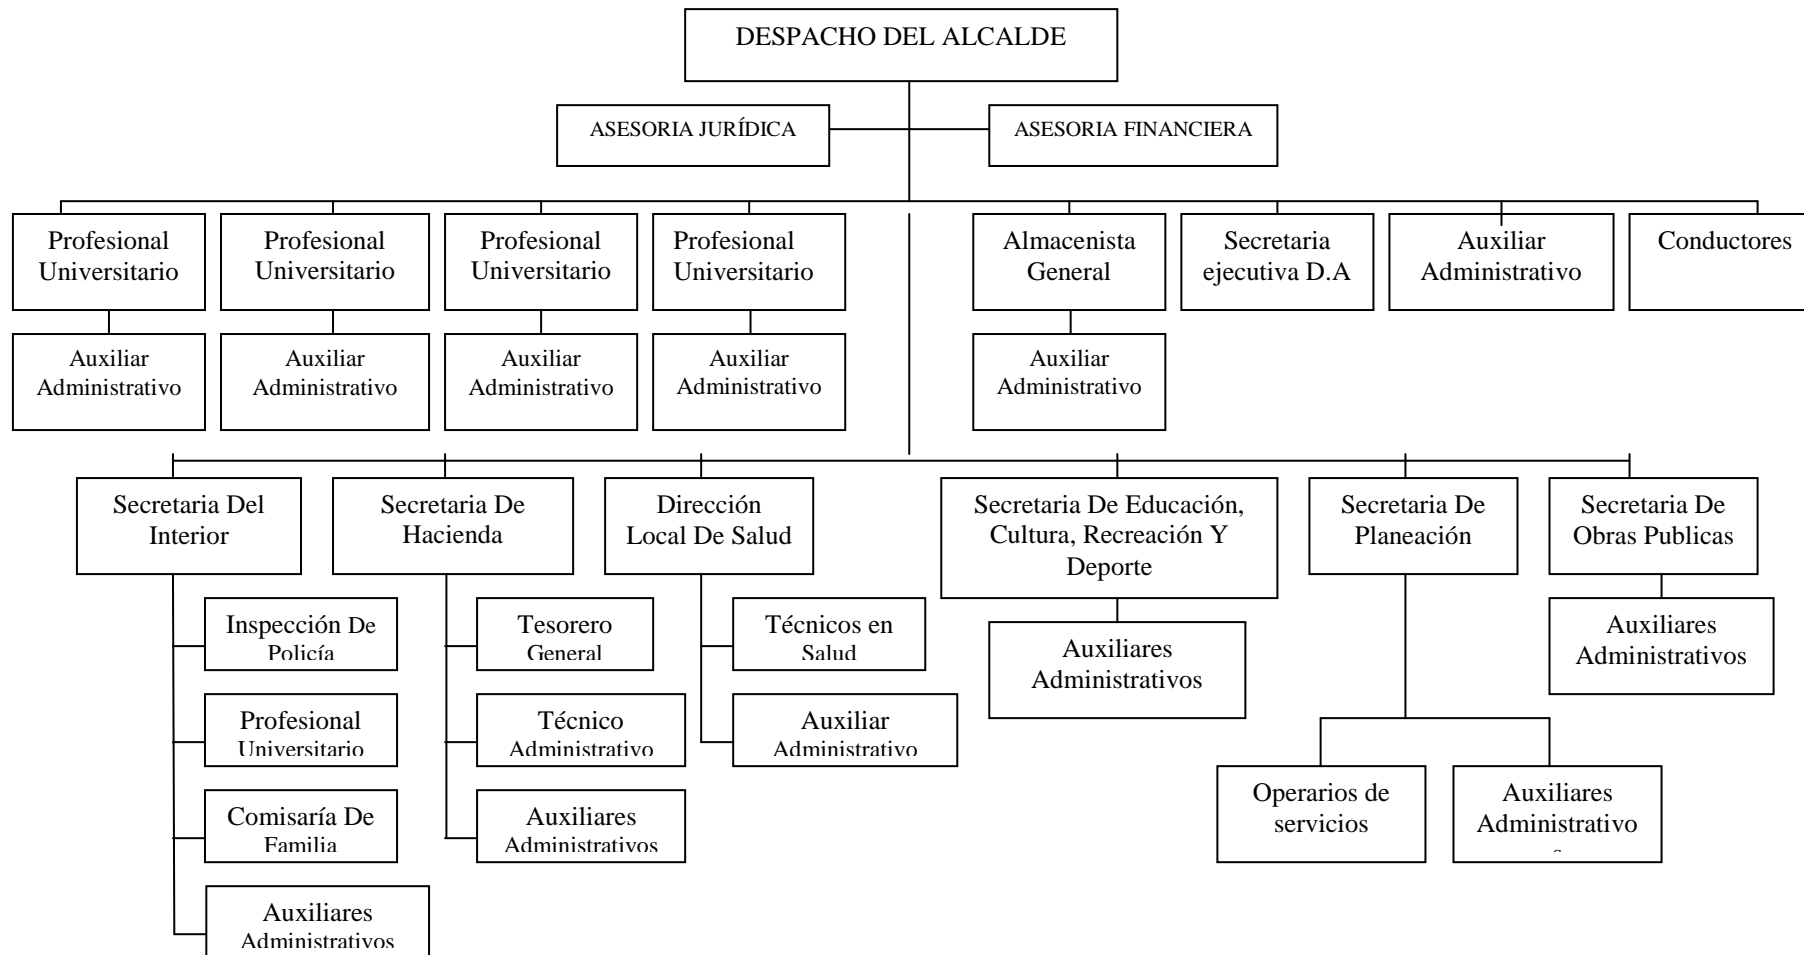 DESPACHO DEL ALCALDE
ASESORIA JURÍDICA
ASESORIA FINANCIERA
Profesional
Universitario
Profesional
Universitario
Profesional
Universitario
Profesional
Universitario
Almacenista
General
Secretaria
ejecutiva D.A
Auxiliar
Administrativo
Conductores
Auxiliar
Administrativo
Auxiliar
Administrativo
Auxiliar
Administrativo
Auxiliar
Administrativo
Auxiliar
Administrativo
Secretaria Del
Interior
Secretaria De
Hacienda
Dirección
Local De Salud
Secretaria De Educación,
Cultura, Recreación Y
Deporte
Secretaria De
Planeación
Secretaria De
Obras Publicas
Inspección De
Policía
Profesional
Universitario
Comisaría De
Familia
Auxiliares
Administrativos
Tesorero
General
Técnico
Administrativo
Auxiliares
Administrativos
Técnicos en
Salud
Auxiliar
Administrativo
Auxiliares
Administrativos
Operarios de
servicios
Auxiliares
Administrativo
s
Auxiliares
Administrativos